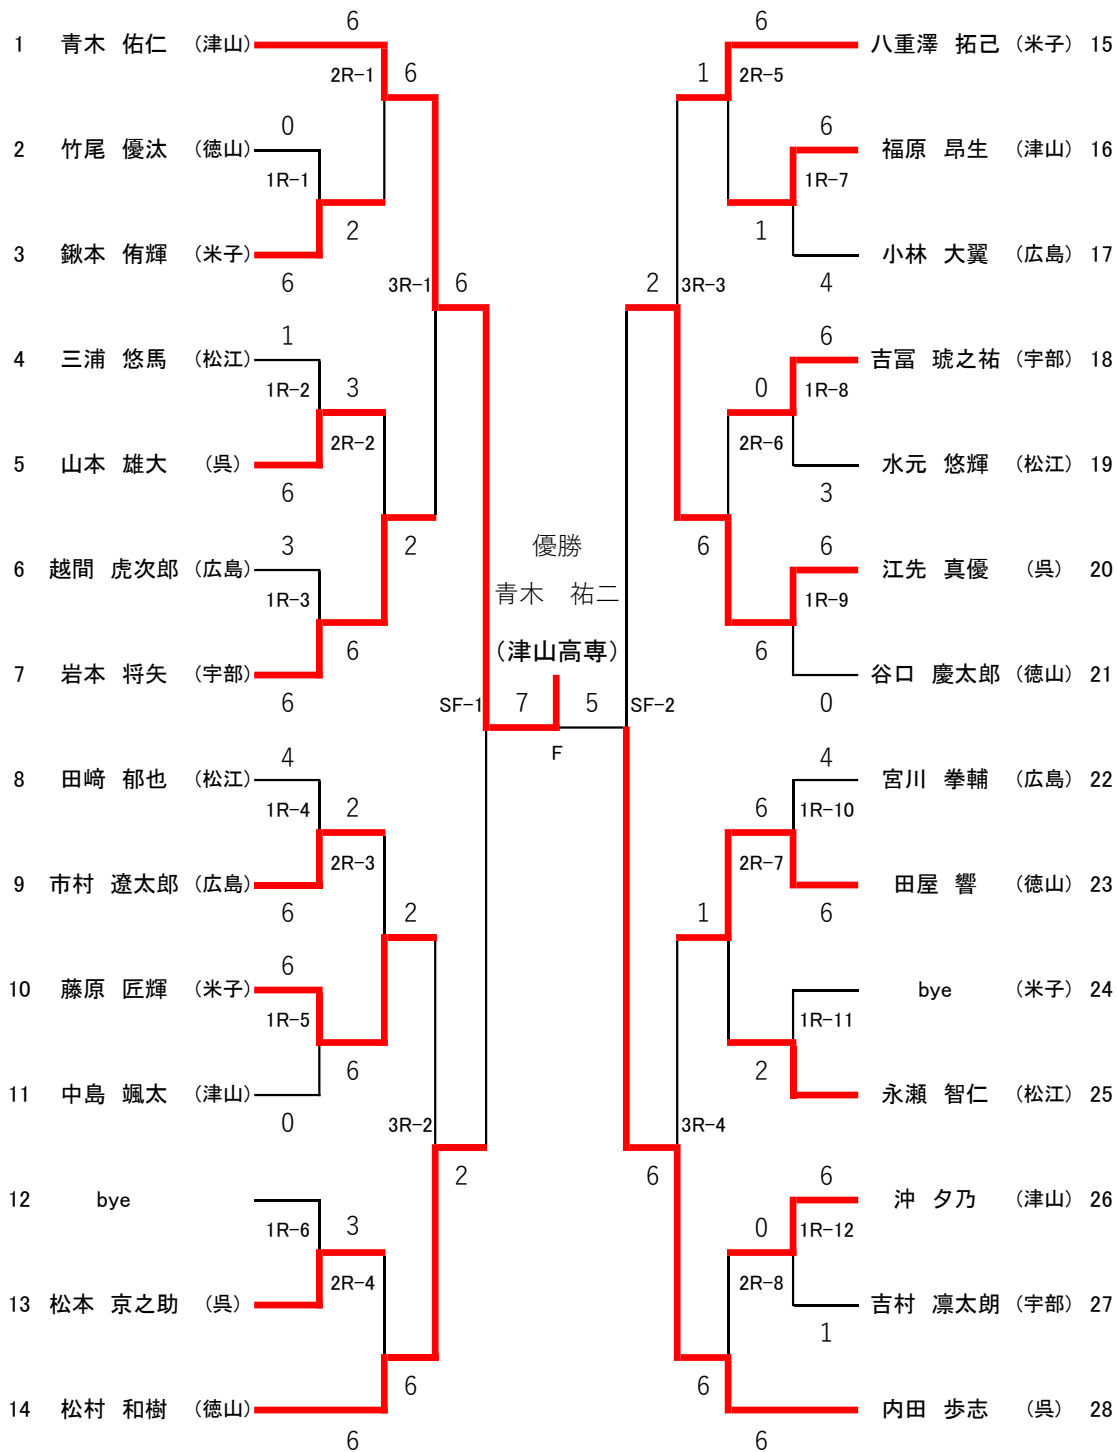 6 6
1 青木 佑仁 (津山) 八重澤 拓己 (米子) 15
2R-1 6 1 2R-5
0 6
2 竹尾 優汰 (徳山) 福原 昂生 (津山) 16
1R-1 1R-7
2 1
3 鍬本 侑輝 (米子) 小林 大翼 (広島) 17
6 3R-1 6 2 3R-3 4
1 6
4 三浦 悠馬 (松江) 吉冨 琥之祐 (宇部) 18
1R-2 3 0 1R-8
2R-2 2R-6
5 山本 雄大 (呉) 水元 悠輝 (松江) 19
6 3
3 2 優勝 6 6
6 越間 虎次郎 (広島) 江先 真優 (呉) 20
1R-3 青木 祐二 1R-9
6 (津山高専) 6
7 岩本 将矢 (宇部) 谷口 慶太郎 (徳山) 21
6 SF-1 7 5 SF-2 0
4 F 4
8 田﨑 郁也 (松江) 宮川 拳輔 (広島) 22
1R-4 2 6 1R-10
2R-3 2R-7
9 市村 遼太郎 (広島) 田屋 響 (徳山) 23
6 2 1 6
6
10 藤原 匠輝 (米子) bye (米子) 24
1R-5 1R-11
6 2
11 中島 颯太 (津山) 永瀬 智仁 (松江) 25
0 3R-2 3R-4
2 6 6
12 bye 沖 夕乃 (津山) 26
1R-6 3 0 1R-12
2R-4 2R-8
13 松本 京之助 (呉) 吉村 凛太朗 (宇部) 27
1
6 6
14 松村 和樹 (徳山) 内田 歩志 (呉) 28
6 6